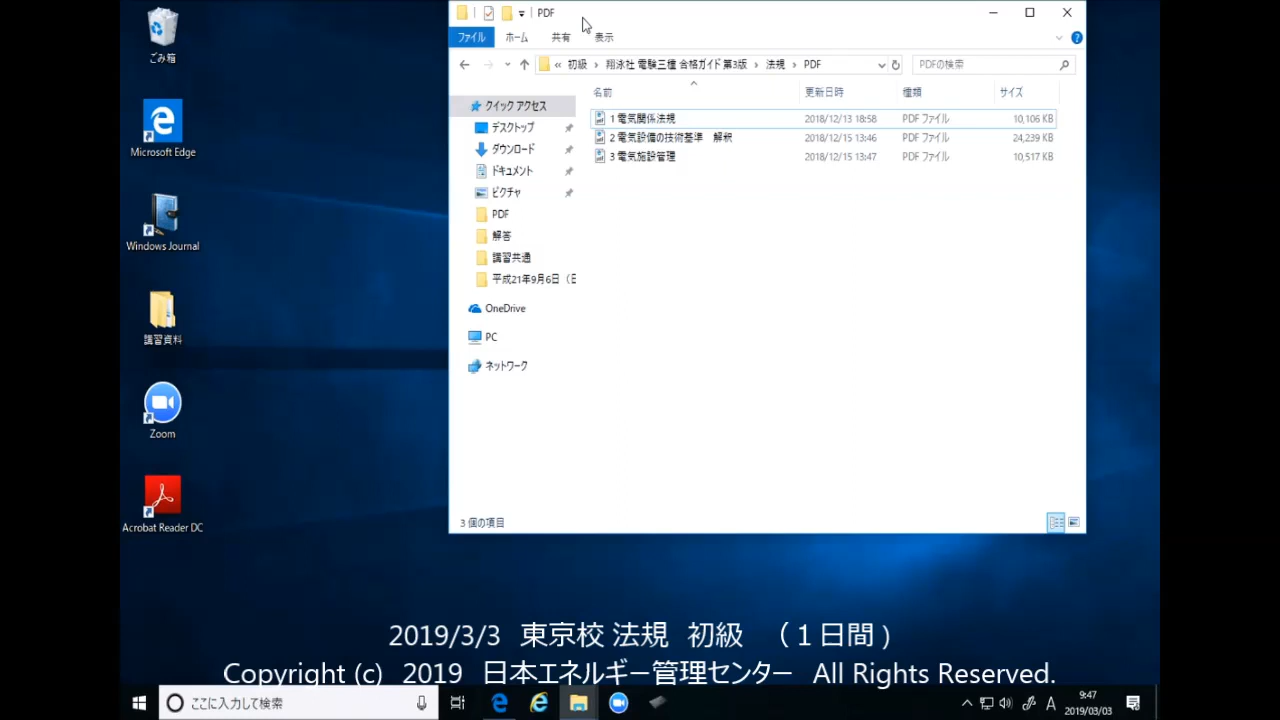 ごみ箱
Microsoft Edge
Windows Journal
講習資料
Zoom
Acrobat Reader DC
PDF
ファイル ホーム 共有 表示
« 初級 › 翔泳社 電験三種 合格ガイド 第3版 › 法規 › PDF
PDFの検索
名前 更新日時 種類 サイズ
1 電気関係法規 2018/12/13 18:58 PDF ファイル 10,106 KB
2 電気設備の技術基準 解釈 2018/12/15 13:46 PDF ファイル 24,239 KB
3 電気施設管理 2018/12/15 13:47 PDF ファイル 10,517 KB
クイック アクセス
デスクトップ
ダウンロード
ドキュメント
ピクチャ
PDF
解答
講習共通
平成21年9月6日(日
OneDrive
PC
ネットワーク
3 個の項目
2019/3/3 東京校 法規 初級 (1日間)
Copyright (c) 2019 日本エネルギー管理センター All Rights Reserved.
ここに入力して検索
A
9:47
2019/03/03